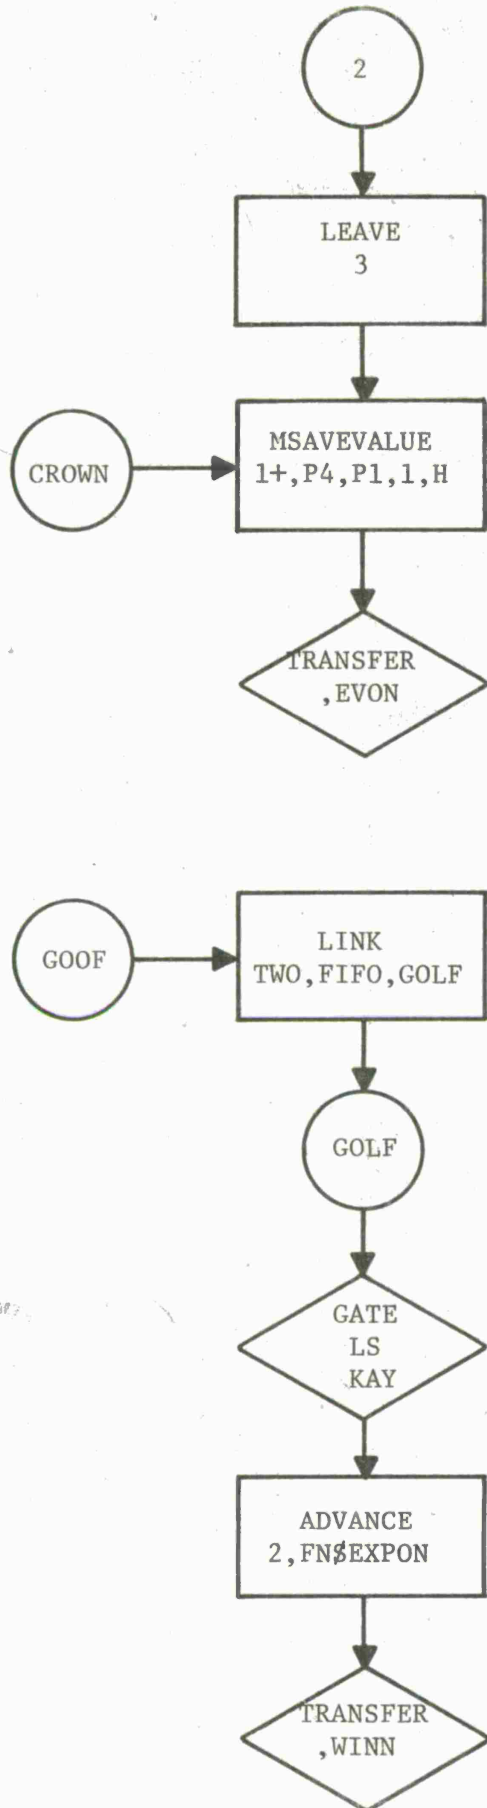 2
LEAVE
3
CROWN
MSAVEVALUE
1+,P4,P1,1,H
TRANSFER
,EVON
GOOF
LINK
TWO,FIFO,GOLF
GOLF
GATE
LS
KAY
ADVANCE
2,FN$EXPON
TRANSFER
,WINN